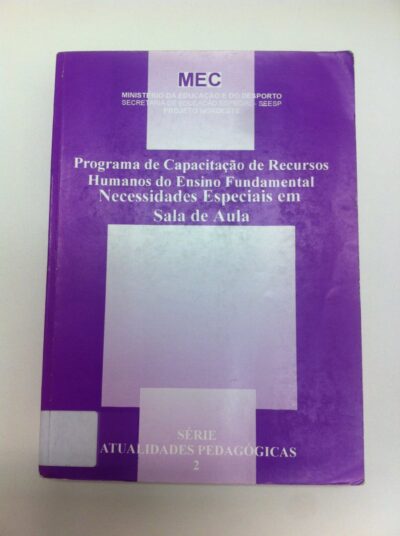 MEC
MINISTÉRIO DA EDUCAÇÃO E DO DESPORTO
SECRETARIA DE EDUCAÇÃO ESPECIAL - SEESP
PROJETO NORDESTE
Programa de Capacitação de Recursos
Humanos do Ensino Fundamental
Necessidades Especiais em
Sala de Aula
SÉRIE
ATUALIDADES PEDAGÓGICAS
2